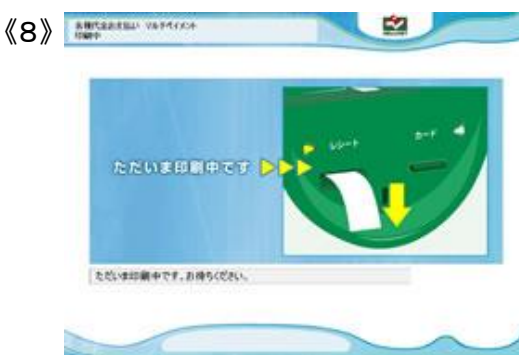 《8》
各種代金お支払い マルチペイメント
印刷中
レシート
カード
ただいま印刷中です
ただいま印刷中です。お待ちください。